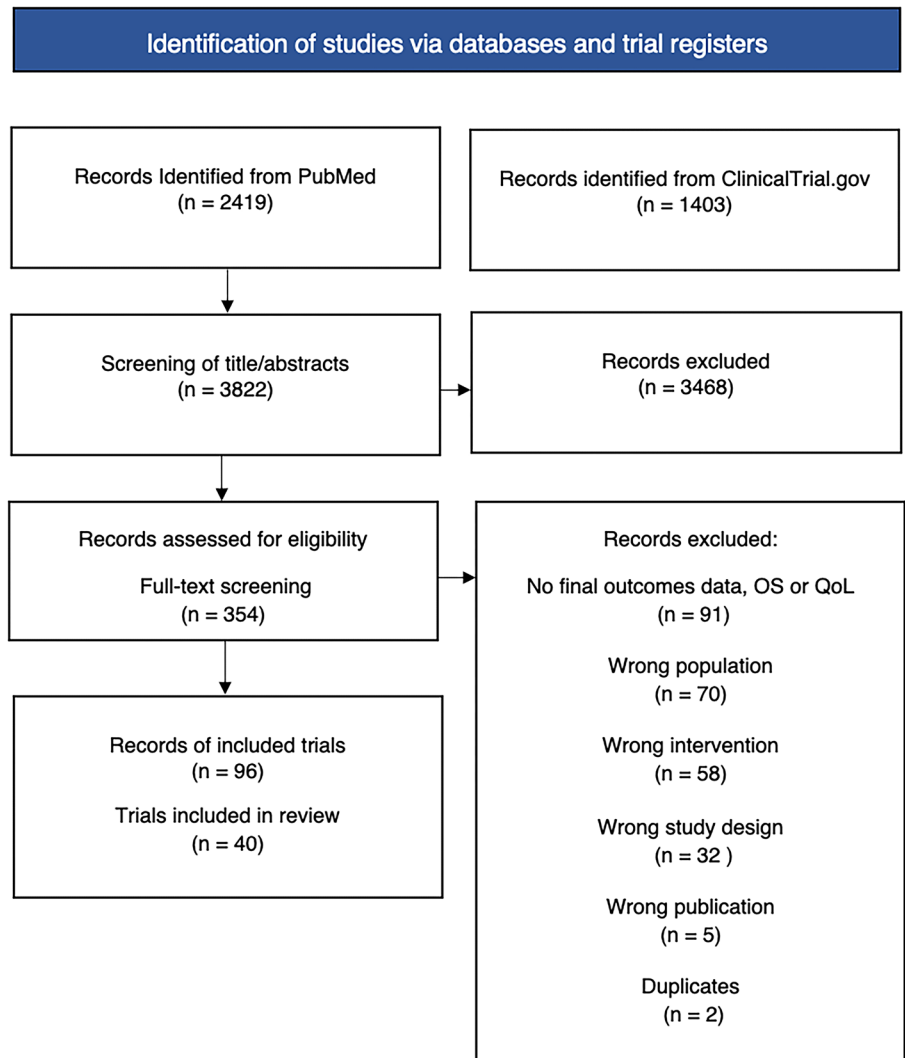 Identification of studies via databases and trial registers
Records Identified from PubMed
(n = 2419)
Records identified from ClinicalTrial.gov
(n = 1403)
Screening of title/abstracts
(n = 3822)
Records excluded
(n = 3468)
Records assessed for eligibility
Full-text screening
(n = 354)
Records excluded:
No final outcomes data, OS or QoL
(n = 91)
Wrong population
(n = 70)
Wrong intervention
(n = 58)
Wrong study design
(n = 32 )
Wrong publication
(n = 5)
Duplicates
(n = 2)
Records of included trials
(n = 96)
Trials included in review
(n = 40)